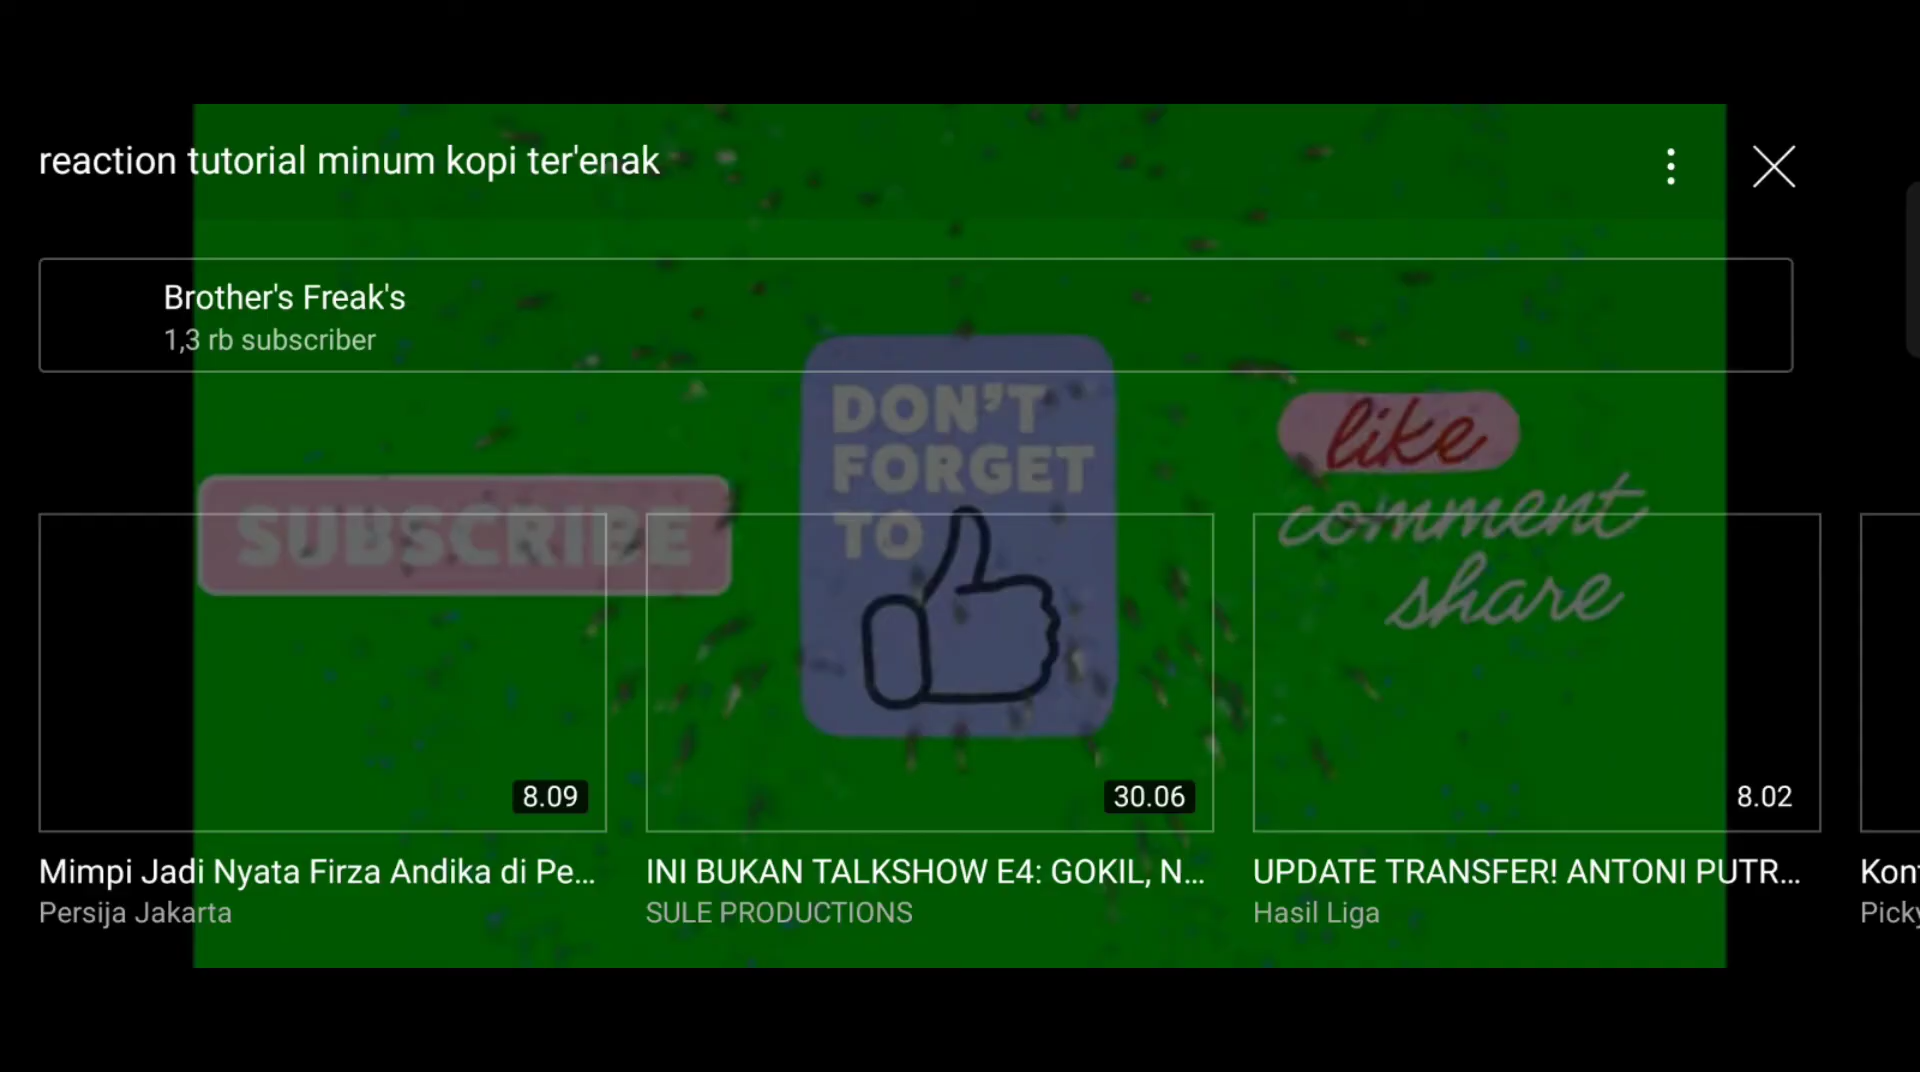 reaction tutorial minum kopi ter'enak
Brother's Freak's
1,3 rb subscriber
DON'T
FORGET
TO
like
comment
share
SUBSCRIBE
8.09
30.06
8.02
Mimpi Jadi Nyata Firza Andika di Pe...
Persija Jakarta
INI BUKAN TALKSHOW E4: GOKIL, N...
SULE PRODUCTIONS
UPDATE TRANSFER! ANTONI PUTR...
Hasil Liga